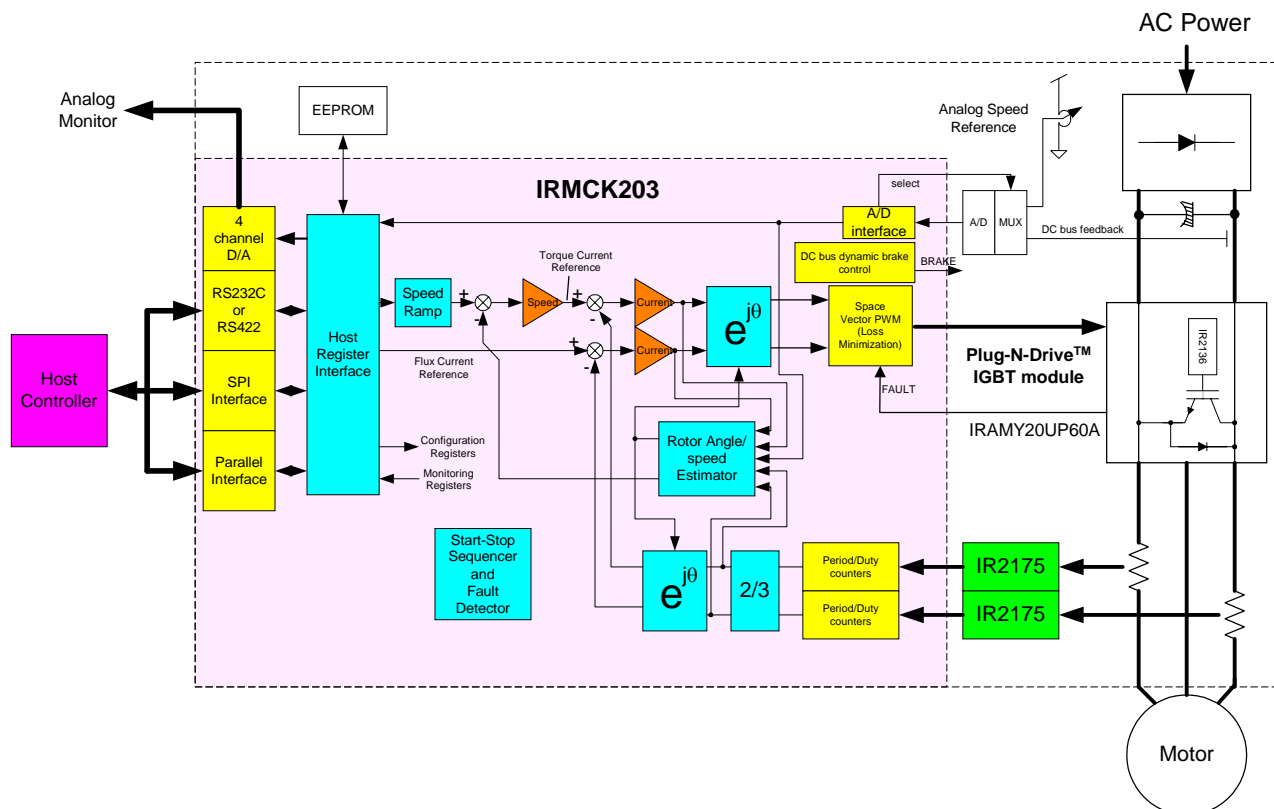 AC Power
Analog
Monitor
EEPROM
Analog Speed
Reference
IRMCK203
select
4
channel
D/A
A/D
interface
A/D
MUX
DC bus feedback
DC bus dynamic brake
control
BRAKE
RS232C
or
RS422
Host
Register
Interface
Speed
Ramp
Torque Current
Reference
+
-
Speed
+
-
Current
e
jθ
Space
Vector PWM
(Loss
Minimization)
Plug-N-Drive™
IGBT module
IR2136
Flux Current
Reference
+
-
Current
FAULT
IRAMY20UP60A
Host
Controller
SPI
Interface
Parallel
Interface
Configuration
Registers
Monitoring
Registers
Rotor Angle/
speed
Estimator
Start-Stop
Sequencer
and
Fault
Detector
e
jθ
2/3
Period/Duty
counters
IR2175
Period/Duty
counters
IR2175
Motor